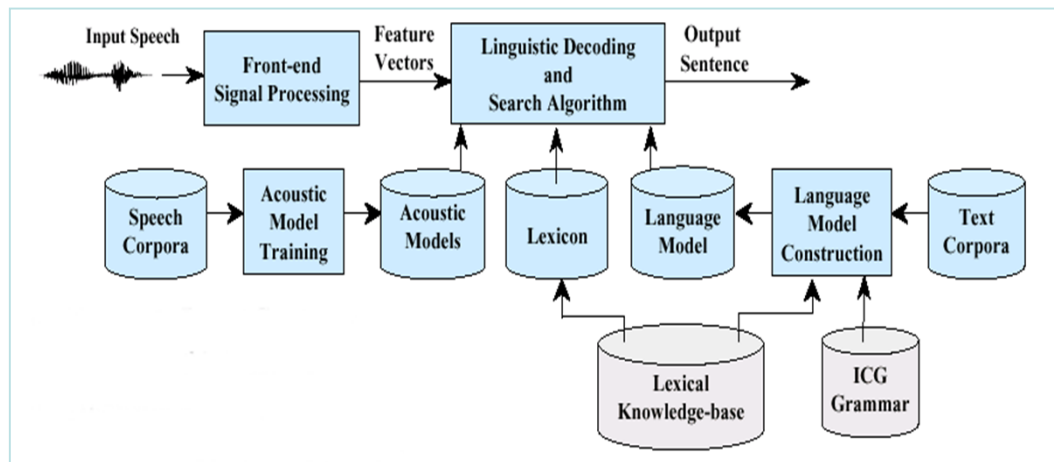 Input Speech
Front-end
Signal Processing
Feature
Vectors
Linguistic Decoding
and
Search Algorithm
Output
Sentence
Speech
Corpora
Acoustic
Model
Training
Acoustic
Models
Lexicon
Language
Model
Language
Model
Construction
Text
Corpora
Lexical
Knowledge-base
ICG
Grammar